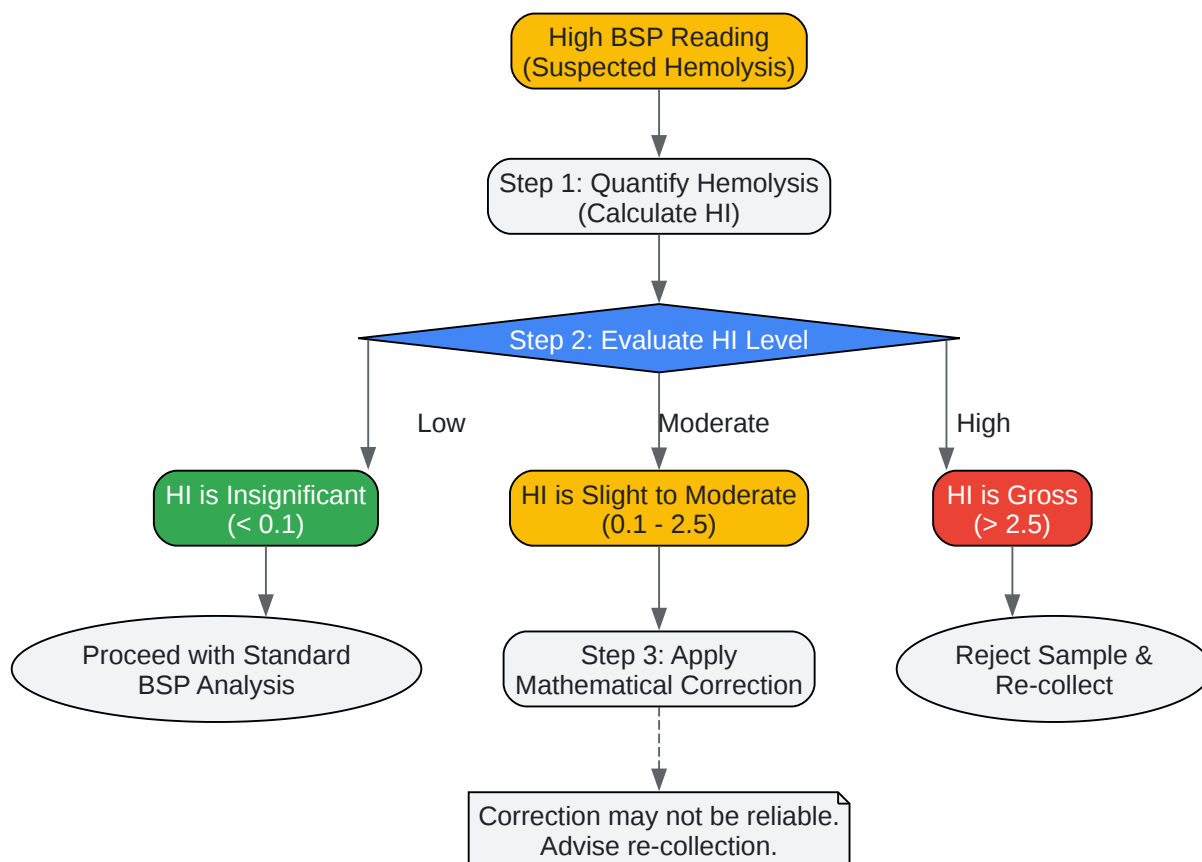 High BSP Reading
(Suspected Hemolysis)
Step 1: Quantify Hemolysis
(Calculate HI)
Step 2: Evaluate HI Level
Low
Moderate
High
HI is Insignificant
(< 0.1)
HI is Slight to Moderate
(0.1 - 2.5)
HI is Gross
(> 2.5)
Proceed with Standard
BSP Analysis
Step 3: Apply
Mathematical Correction
Reject Sample &
Re-collect
Correction may not be reliable.
Advise re-collection.